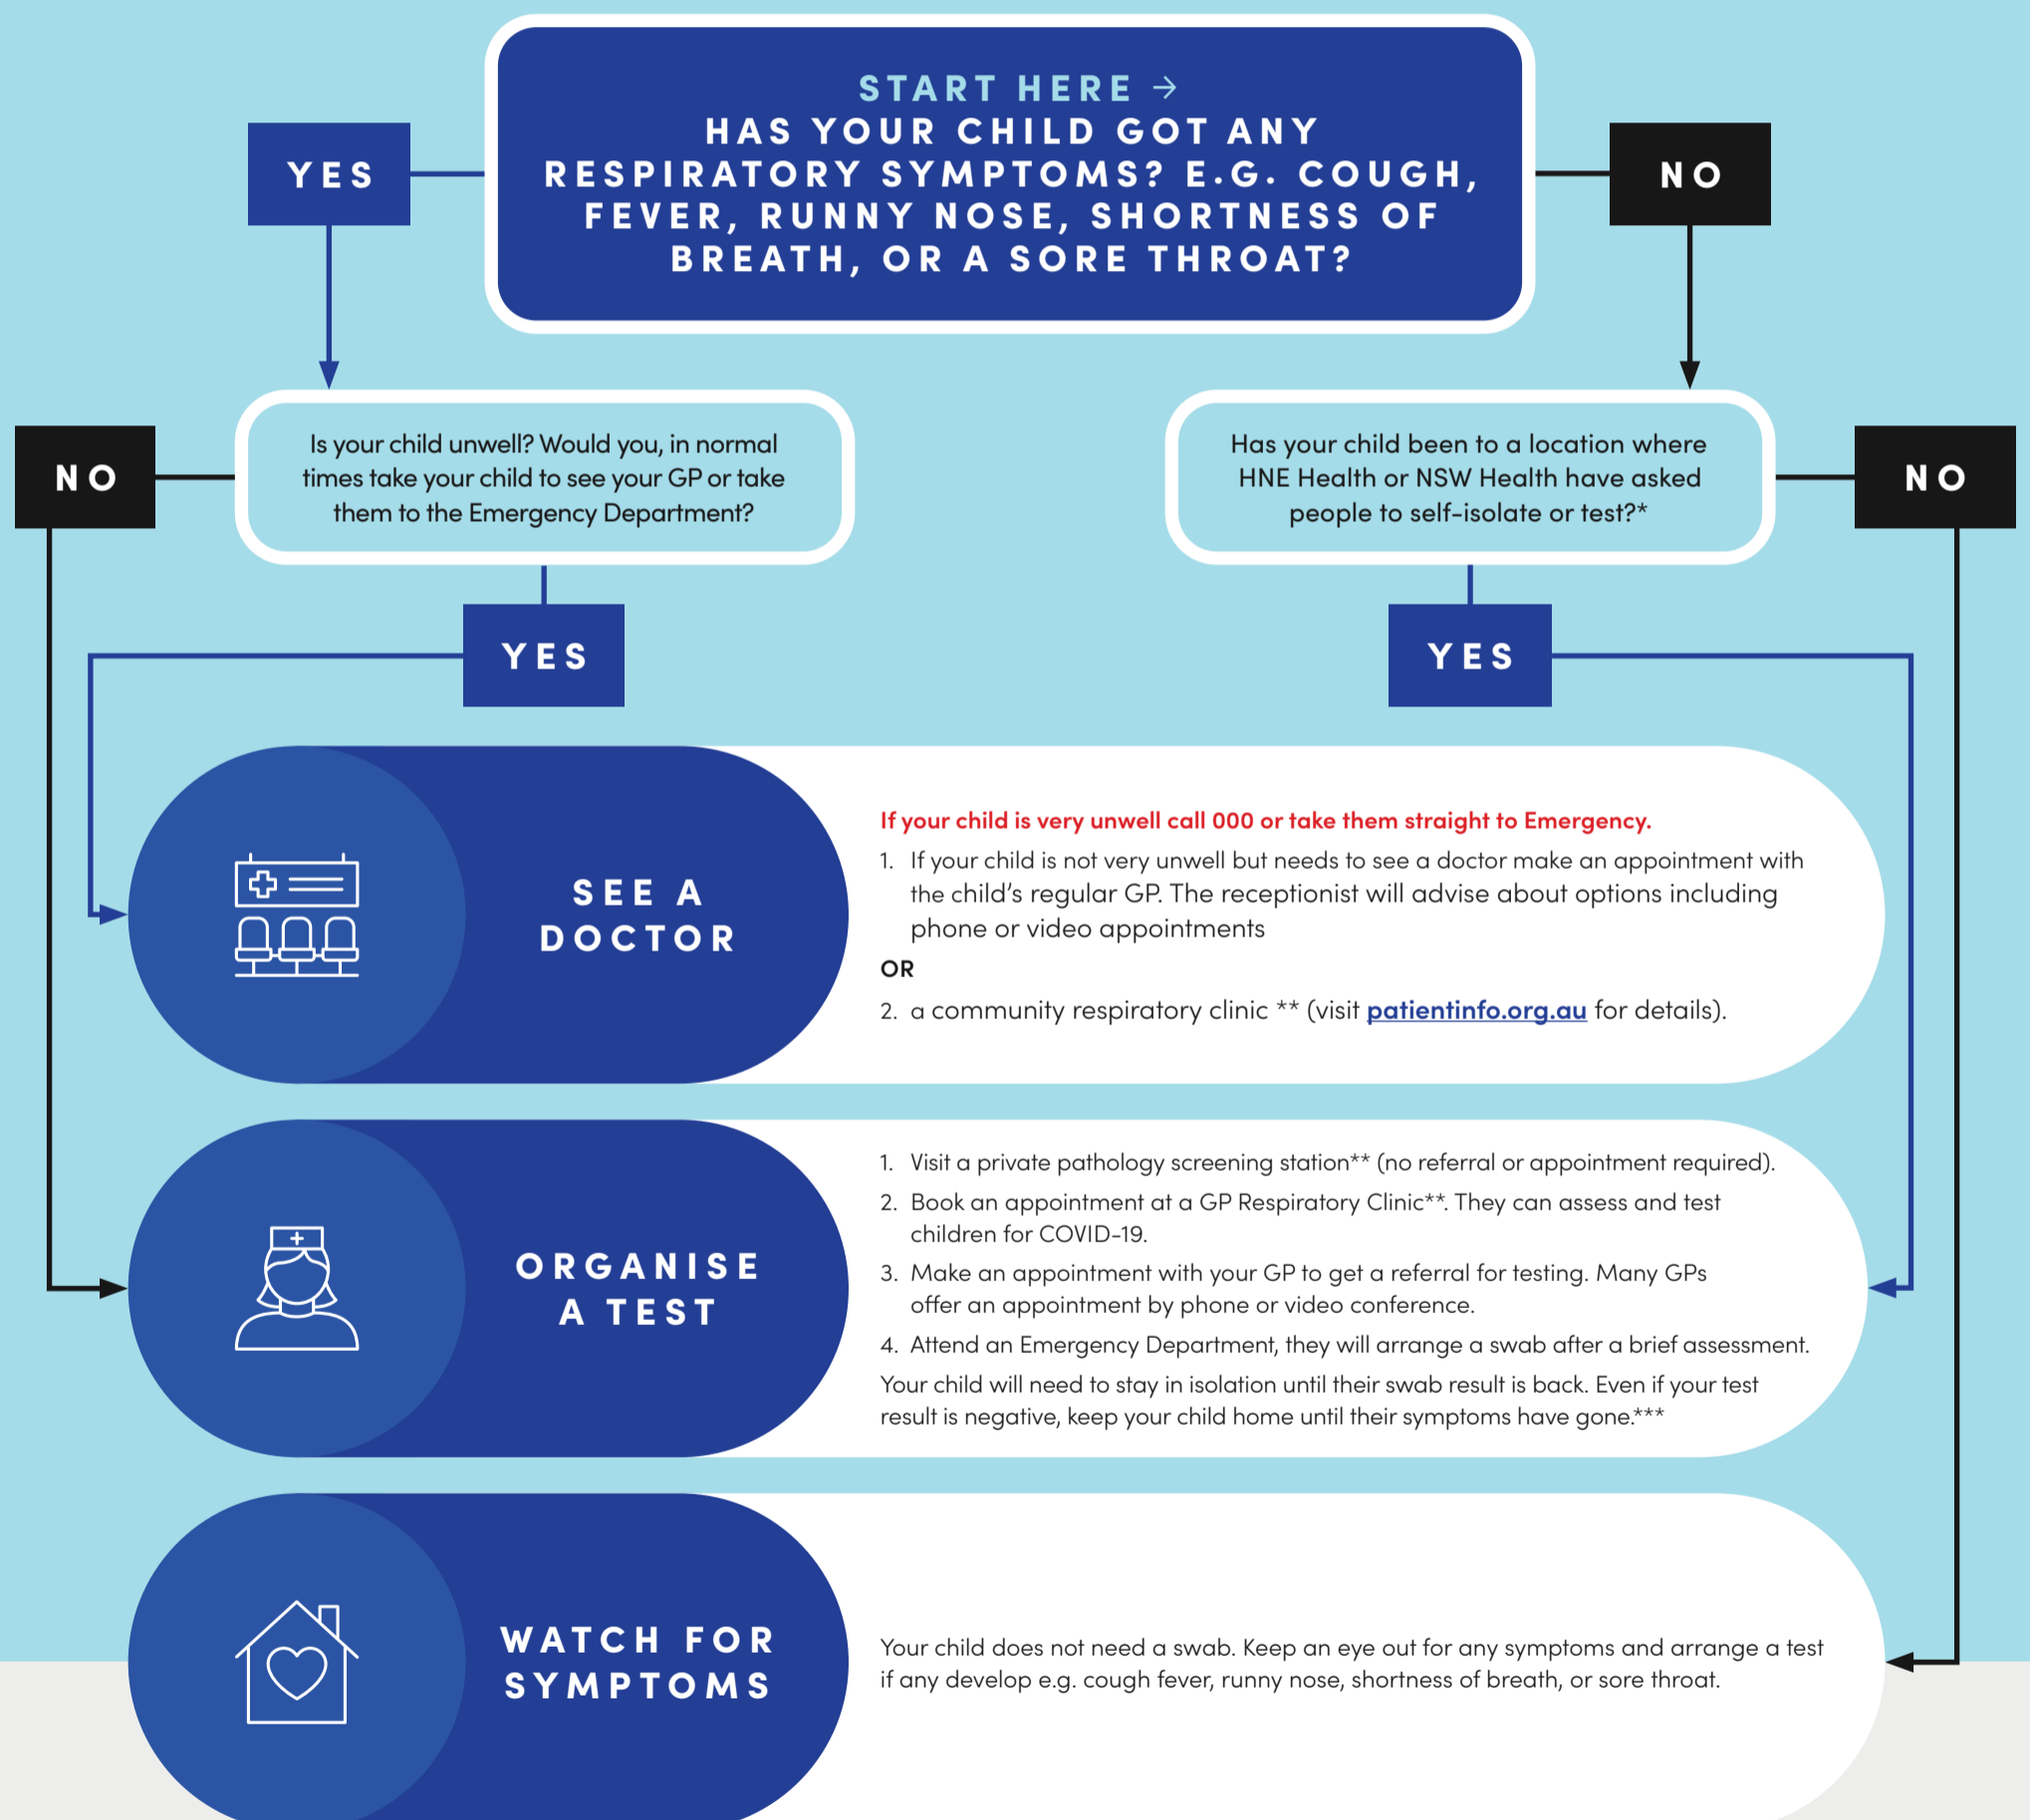 START HERE →
HAS YOUR CHILD GOT ANY
RESPIRATORY SYMPTOMS? E.G. COUGH,
FEVER, RUNNY NOSE, SHORTNESS OF
BREATH, OR A SORE THROAT?
YES
NO
NO
Is your child unwell? Would you, in normal
times take your child to see your GP or take
them to the Emergency Department?
Has your child been to a location where
HNE Health or NSW Health have asked
people to self-isolate or test?*
NO
YES
YES
SEE A
DOCTOR
If your child is very unwell call 000 or take them straight to Emergency.
1. If your child is not very unwell but needs to see a doctor make an appointment with
the child's regular GP. The receptionist will advise about options including
phone or video appointments
OR
2. a community respiratory clinic ** (visit patientinfo.org.au for details).
ORGANISE
A TEST
1. Visit a private pathology screening station** (no referral or appointment required).
2. Book an appointment at a GP Respiratory Clinic**. They can assess and test
children for COVID-19.
3. Make an appointment with your GP to get a referral for testing. Many GPs
offer an appointment by phone or video conference.
4. Attend an Emergency Department, they will arrange a swab after a brief assessment.
Your child will need to stay in isolation until their swab result is back. Even if your test
result is negative, keep your child home until their symptoms have gone.***
WATCH FOR
SYMPTOMS
Your child does not need a swab. Keep an eye out for any symptoms and arrange a test
if any develop e.g. cough fever, runny nose, shortness of breath, or sore throat.